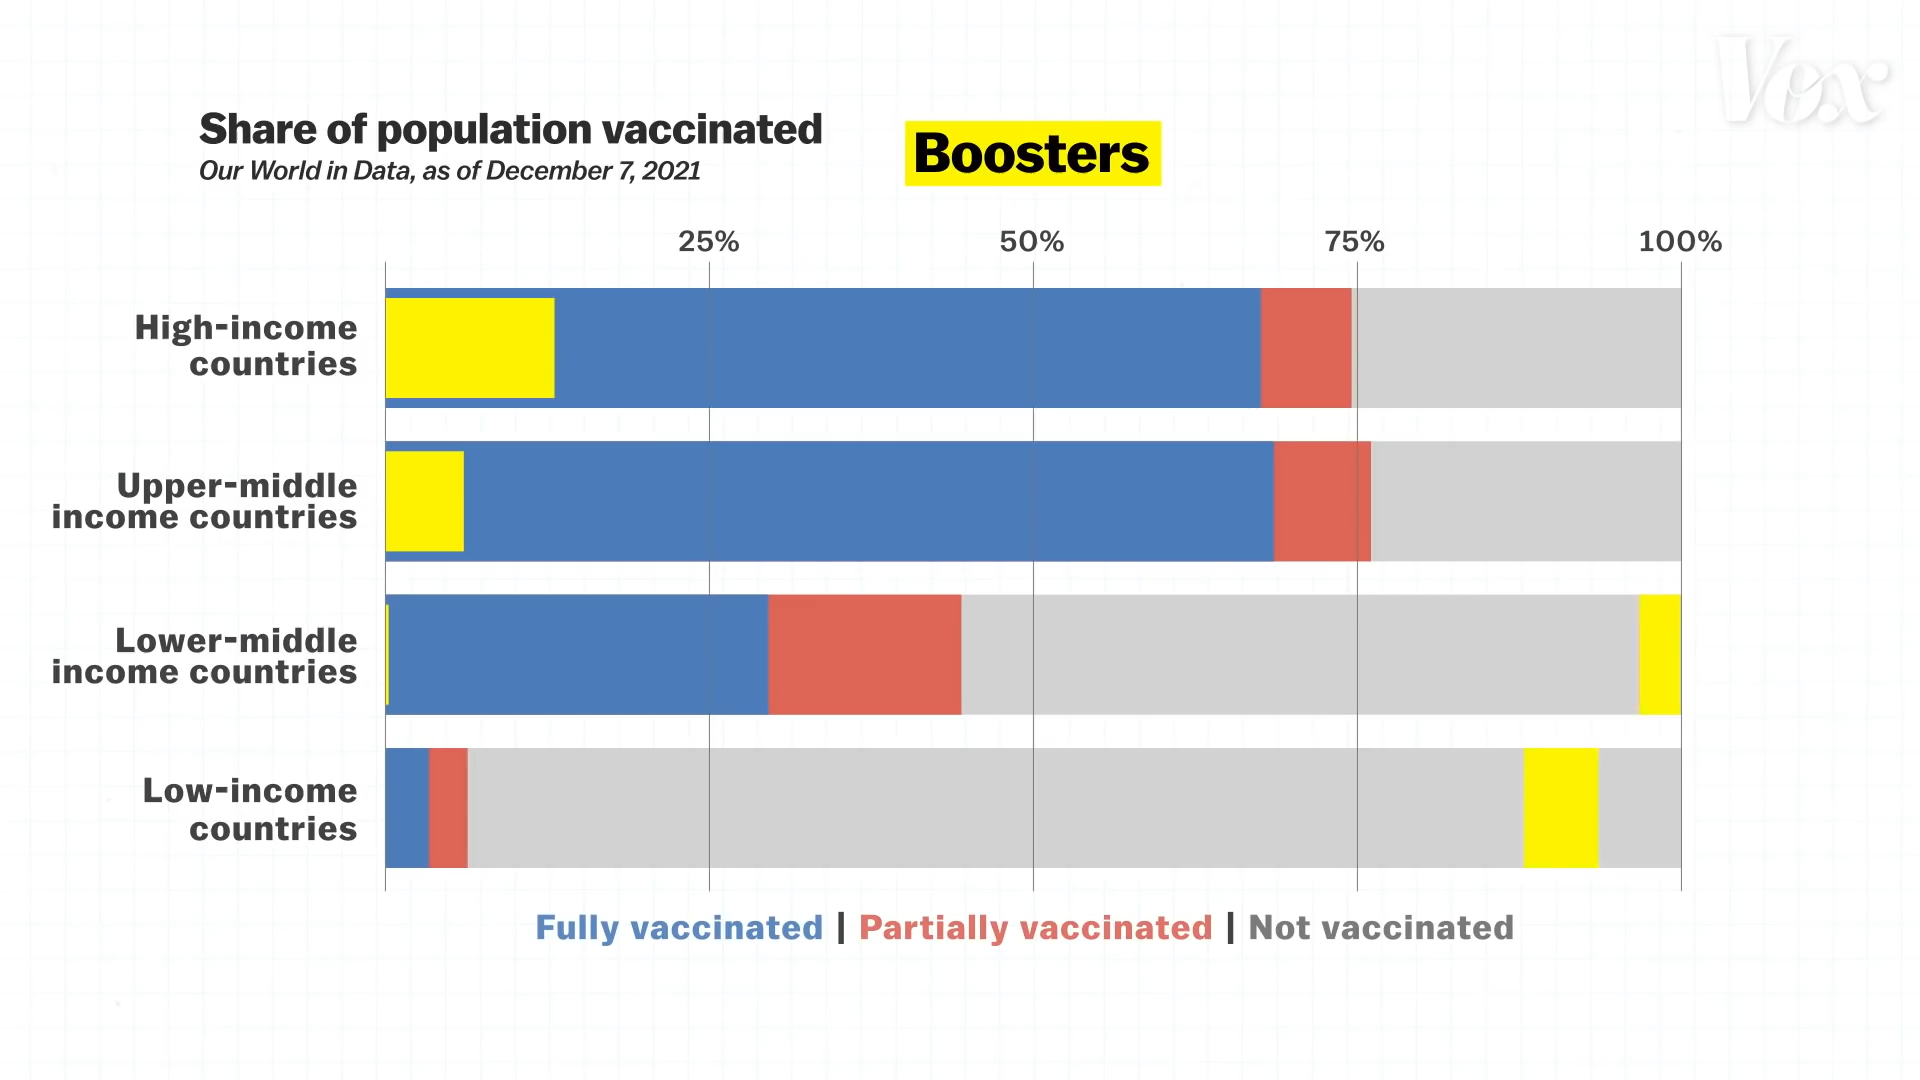 Vox
Share of population vaccinated
Our World in Data, as of December 7, 2021
Boosters
25% 50% 75% 100%
High-income
countries
Upper-middle
income countries
Lower-middle
income countries
Low-income
countries
Fully vaccinated | Partially vaccinated | Not vaccinated